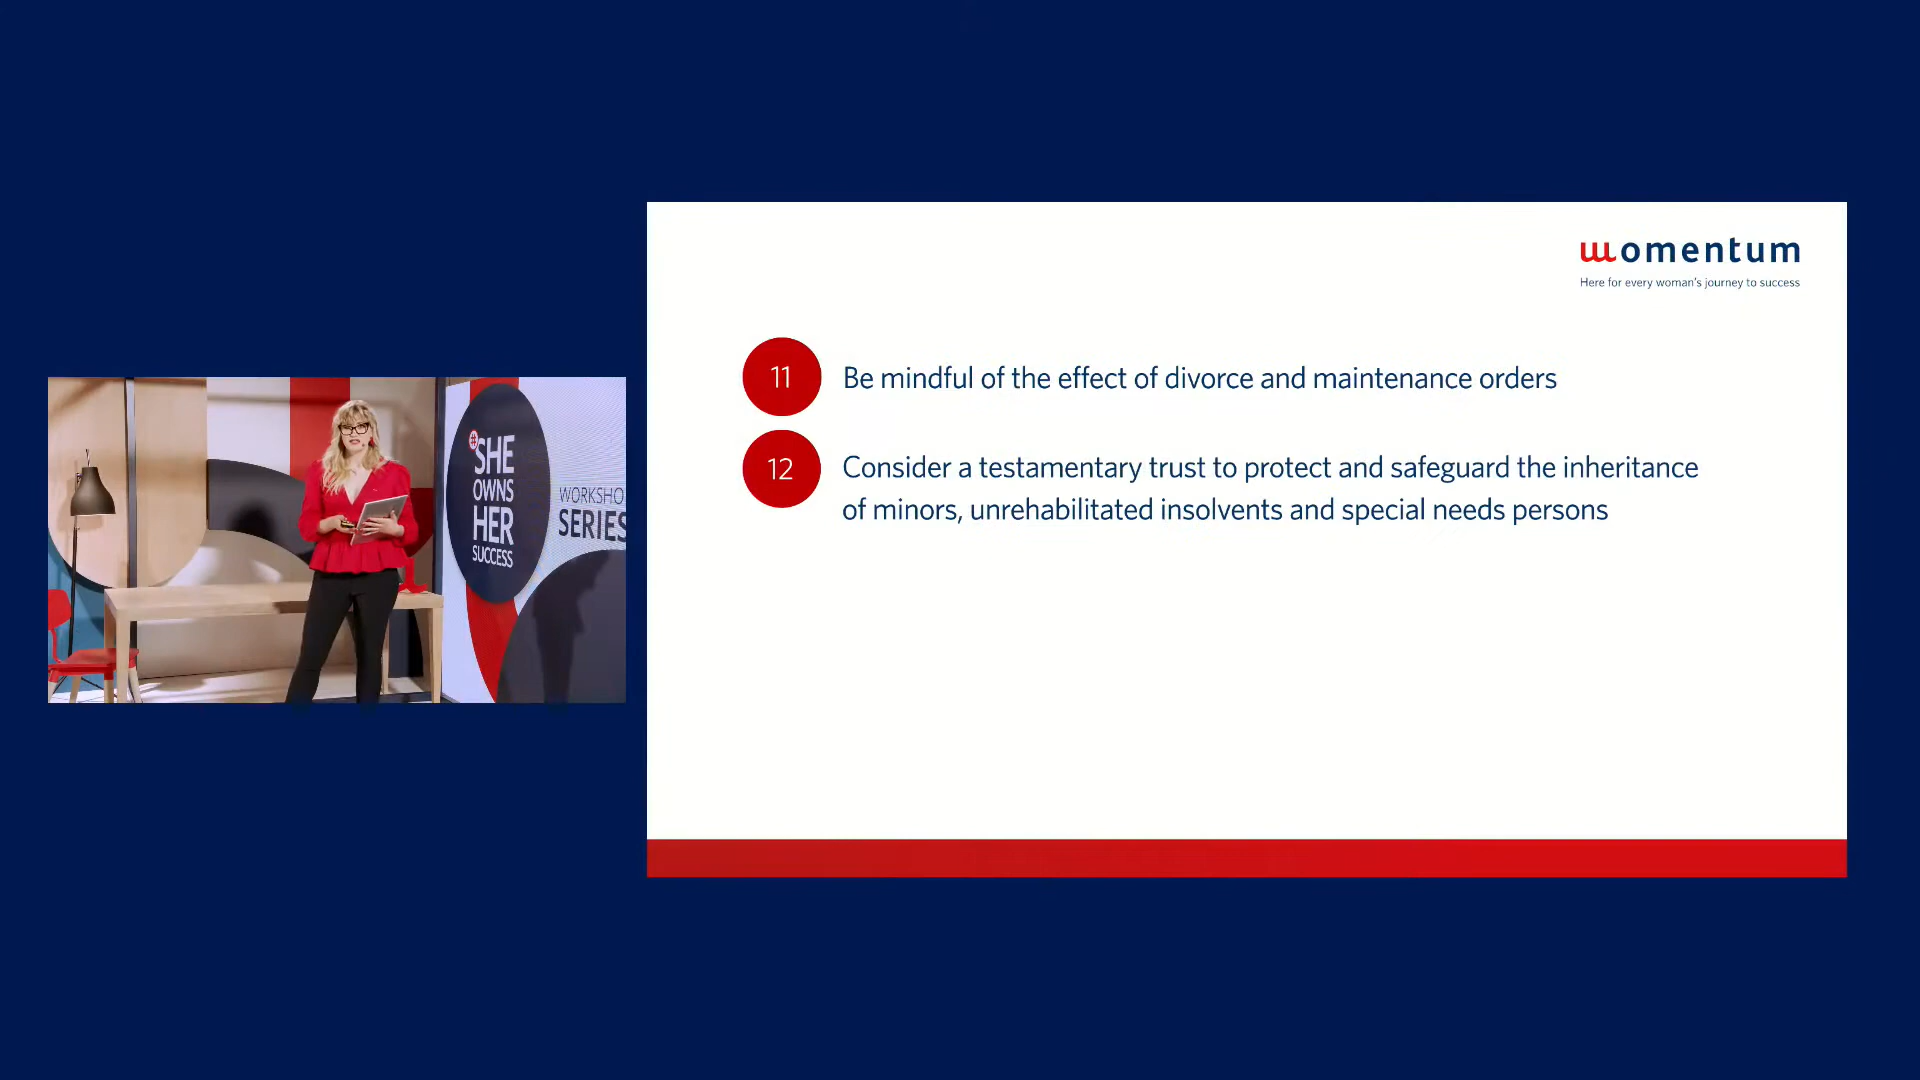 #SHE
OWNS
HER
SUCCESS
SERIES
womentum
Here for every woman's journey to success
11
Be mindful of the effect of divorce and maintenance orders
12
Consider a testamentary trust to protect and safeguard the inheritance
of minors, unrehabilitated insolvents and special needs persons